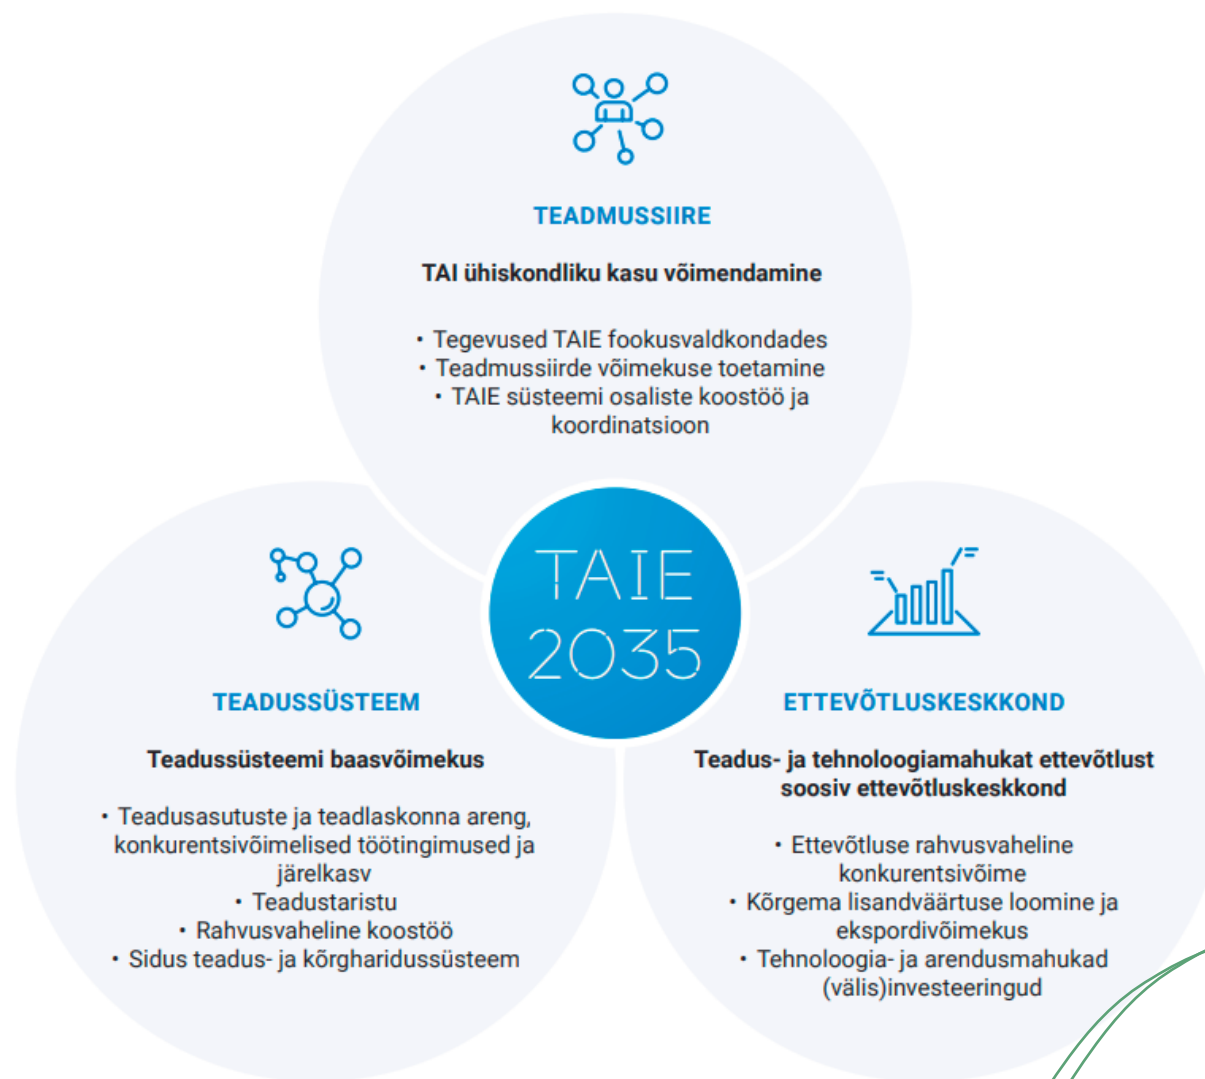 TEADMUSSIIRE
TAI ühiskondliku kasu võimendamine
• Tegevused TAIE fookusvaldkondades
• Teadmussiirde võimekuse toetamine
• TAIE süsteemi osaliste koostöö ja
koordinatsioon
TAIE
2035
TEADUSSÜSTEEM
Teadussüsteemi baasvõimekus
• Teadusasutuste ja teadlaskonna areng,
konkurentsivõimelised töötingimused ja
järelkasv
• Teadustaristu
• Rahvusvaheline koostöö
• Sidus teadus- ja kõrgharidussüsteem
ETTEVÕTLUSKESKKOND
Teadus- ja tehnoloogiamahukat ettevõtlust
soosiv ettevõtluskeskkond
• Ettevõtluse rahvusvaheline
konkurentsivõime
• Kõrgema lisandväärtuse loomine ja
ekspordivõimekus
• Tehnoloogia- ja arendusmahukad
(välis)investeeringud